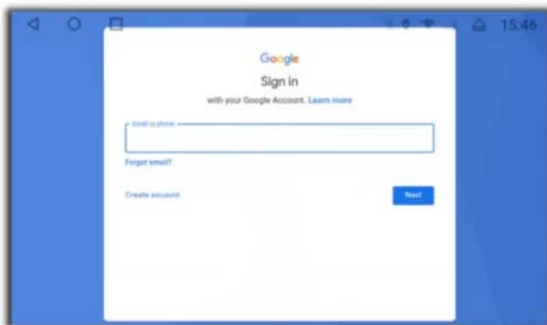 15:46
Google
Sign in
with your Google Account. Learn more
Email or phone
Forgot email?
Create account
Next